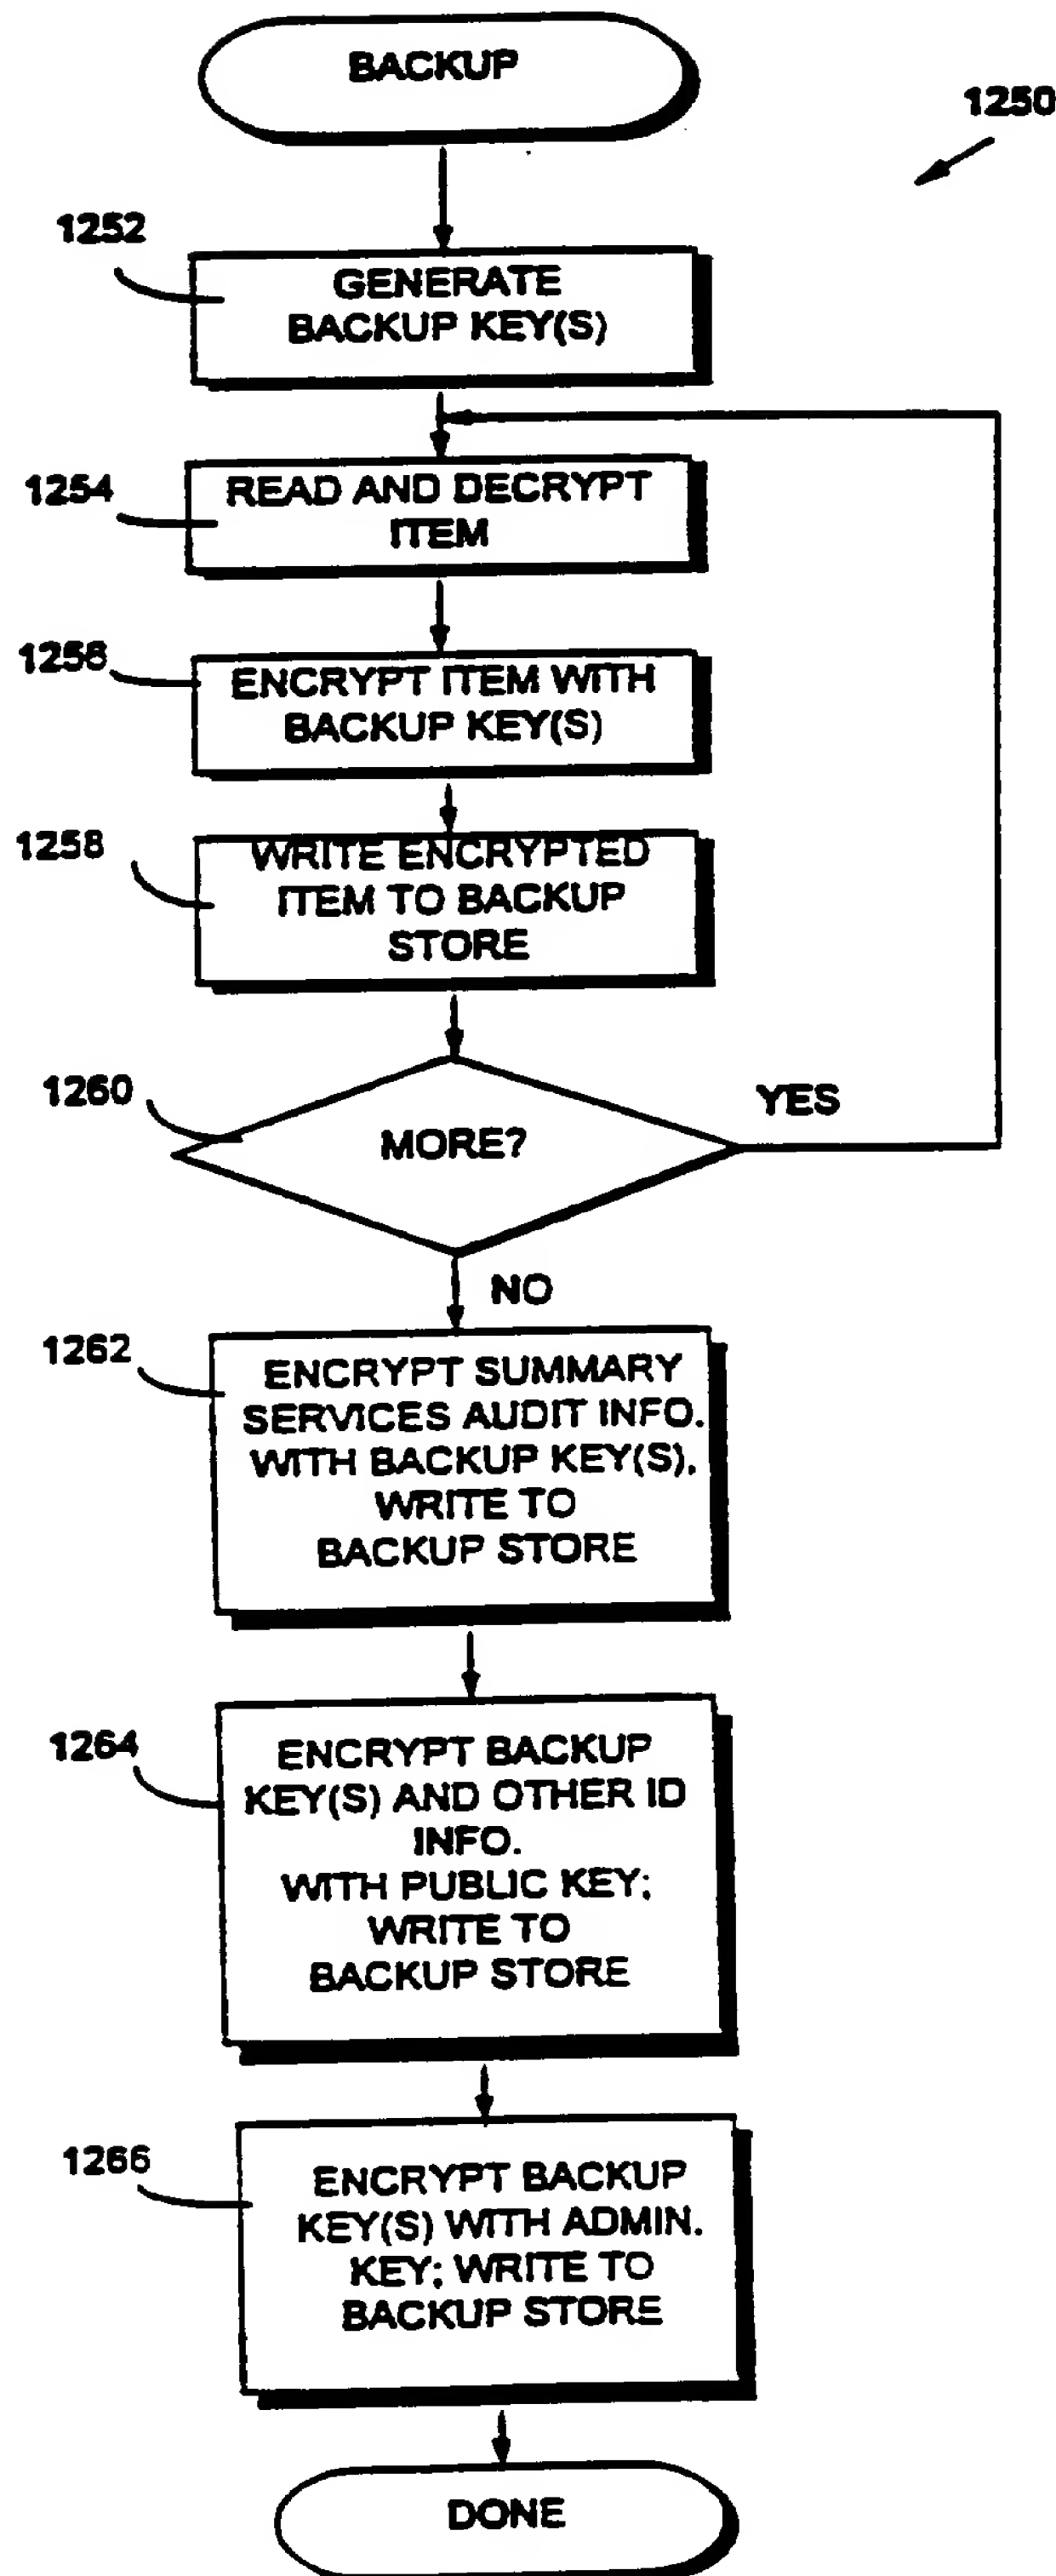 BACKUP
1250
1252
GENERATE
BACKUP KEY(S)
1254
READ AND DECRYPT
ITEM
1256
ENCRYPT ITEM WITH
BACKUP KEY(S)
1258
WRITE ENCRYPTED
ITEM TO BACKUP
STORE
1260
MORE?
YES
NO
1262
ENCRYPT SUMMARY
SERVICES AUDIT INFO.
WITH BACKUP KEY(S),
WRITE TO
BACKUP STORE
1264
ENCRYPT BACKUP
KEY(S) AND OTHER ID
INFO.
WITH PUBLIC KEY;
WRITE TO
BACKUP STORE
1266
ENCRYPT BACKUP
KEY(S) WITH ADMIN.
KEY; WRITE TO
BACKUP STORE
DONE